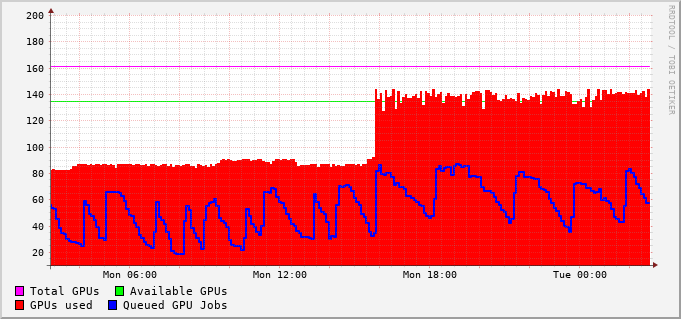 200
180
160
140
120
100
80
60
40
20
Mon 06:00 Mon 12:00 Mon 18:00 Tue 00:00
Total GPUs Available GPUs
GPUs used Queued GPU Jobs
RRDTOOL / TOBI OETIKER